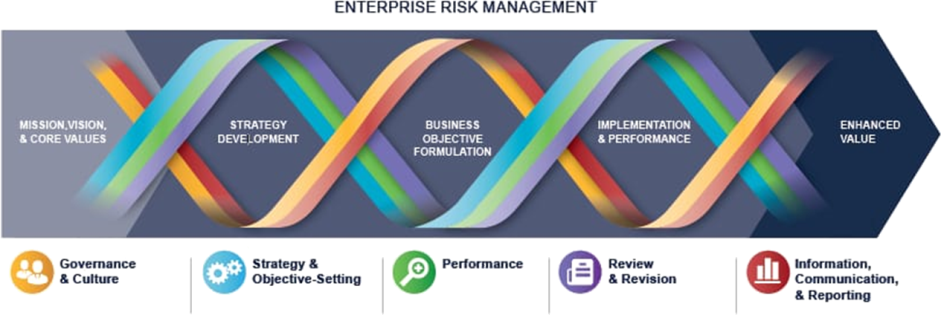 ENTERPRISE RISK MANAGEMENT
MISSION,VISION,
& CORE VALUES
STRATEGY
DEVELOPMENT
BUSINESS
OBJECTIVE
FORMULATION
IMPLEMENTATION
& PERFORMANCE
ENHANCED
VALUE
Governance
& Culture
Strategy &
Objective-Setting
Performance
Review
& Revision
Information,
Communication,
& Reporting